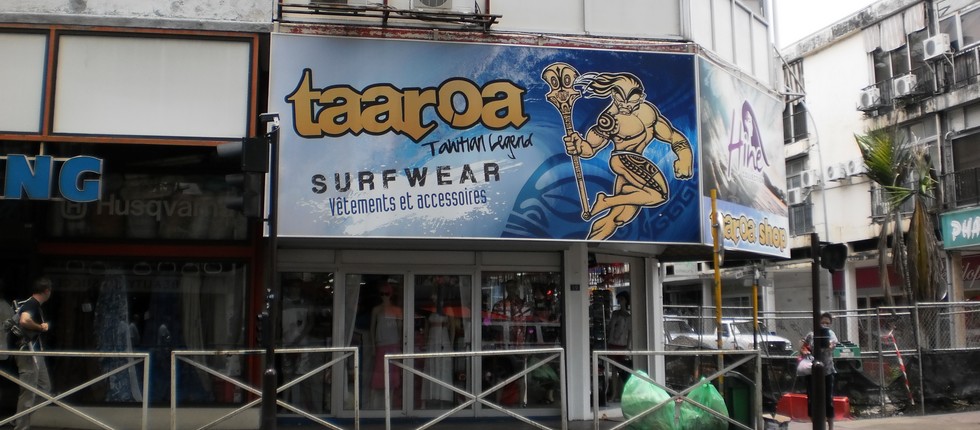 taaroa
Tahitian Legend
SURFWEAR
Vêtements et accessoires
Hine
taaroa shop
NG
Husqvarna
PHA